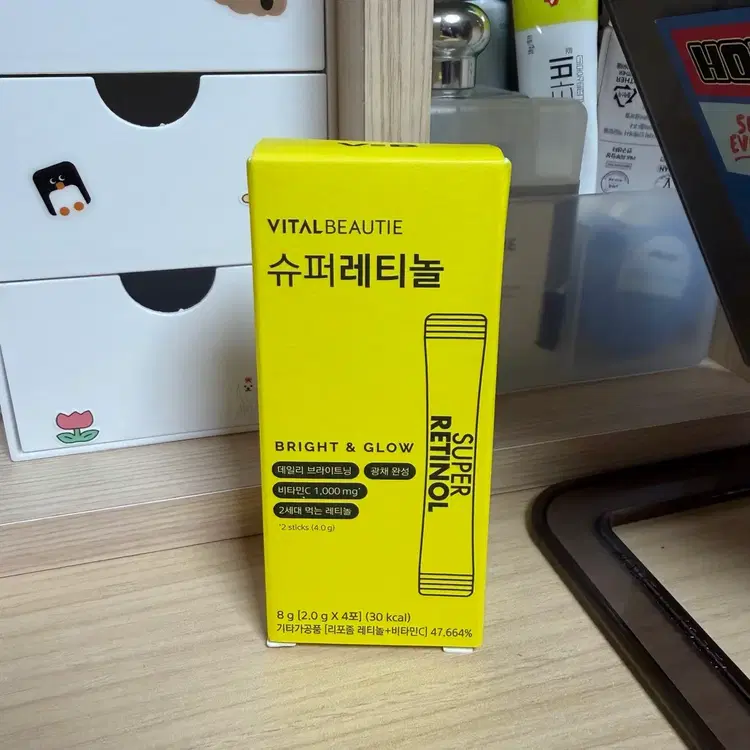 VITALBEAUTIE
슈퍼레티놀
SUPER
RETINOL
BRIGHT & GLOW
데일리 브라이트닝 광채 완성
비타민C 1,000 mg*
2세대 먹는 레티놀
*2 sticks (4.0 g)
8 g [2.0 g X 4포] (30 kcal)
기타가공품 [리포좀 레티놀+비타민C] 47.664%